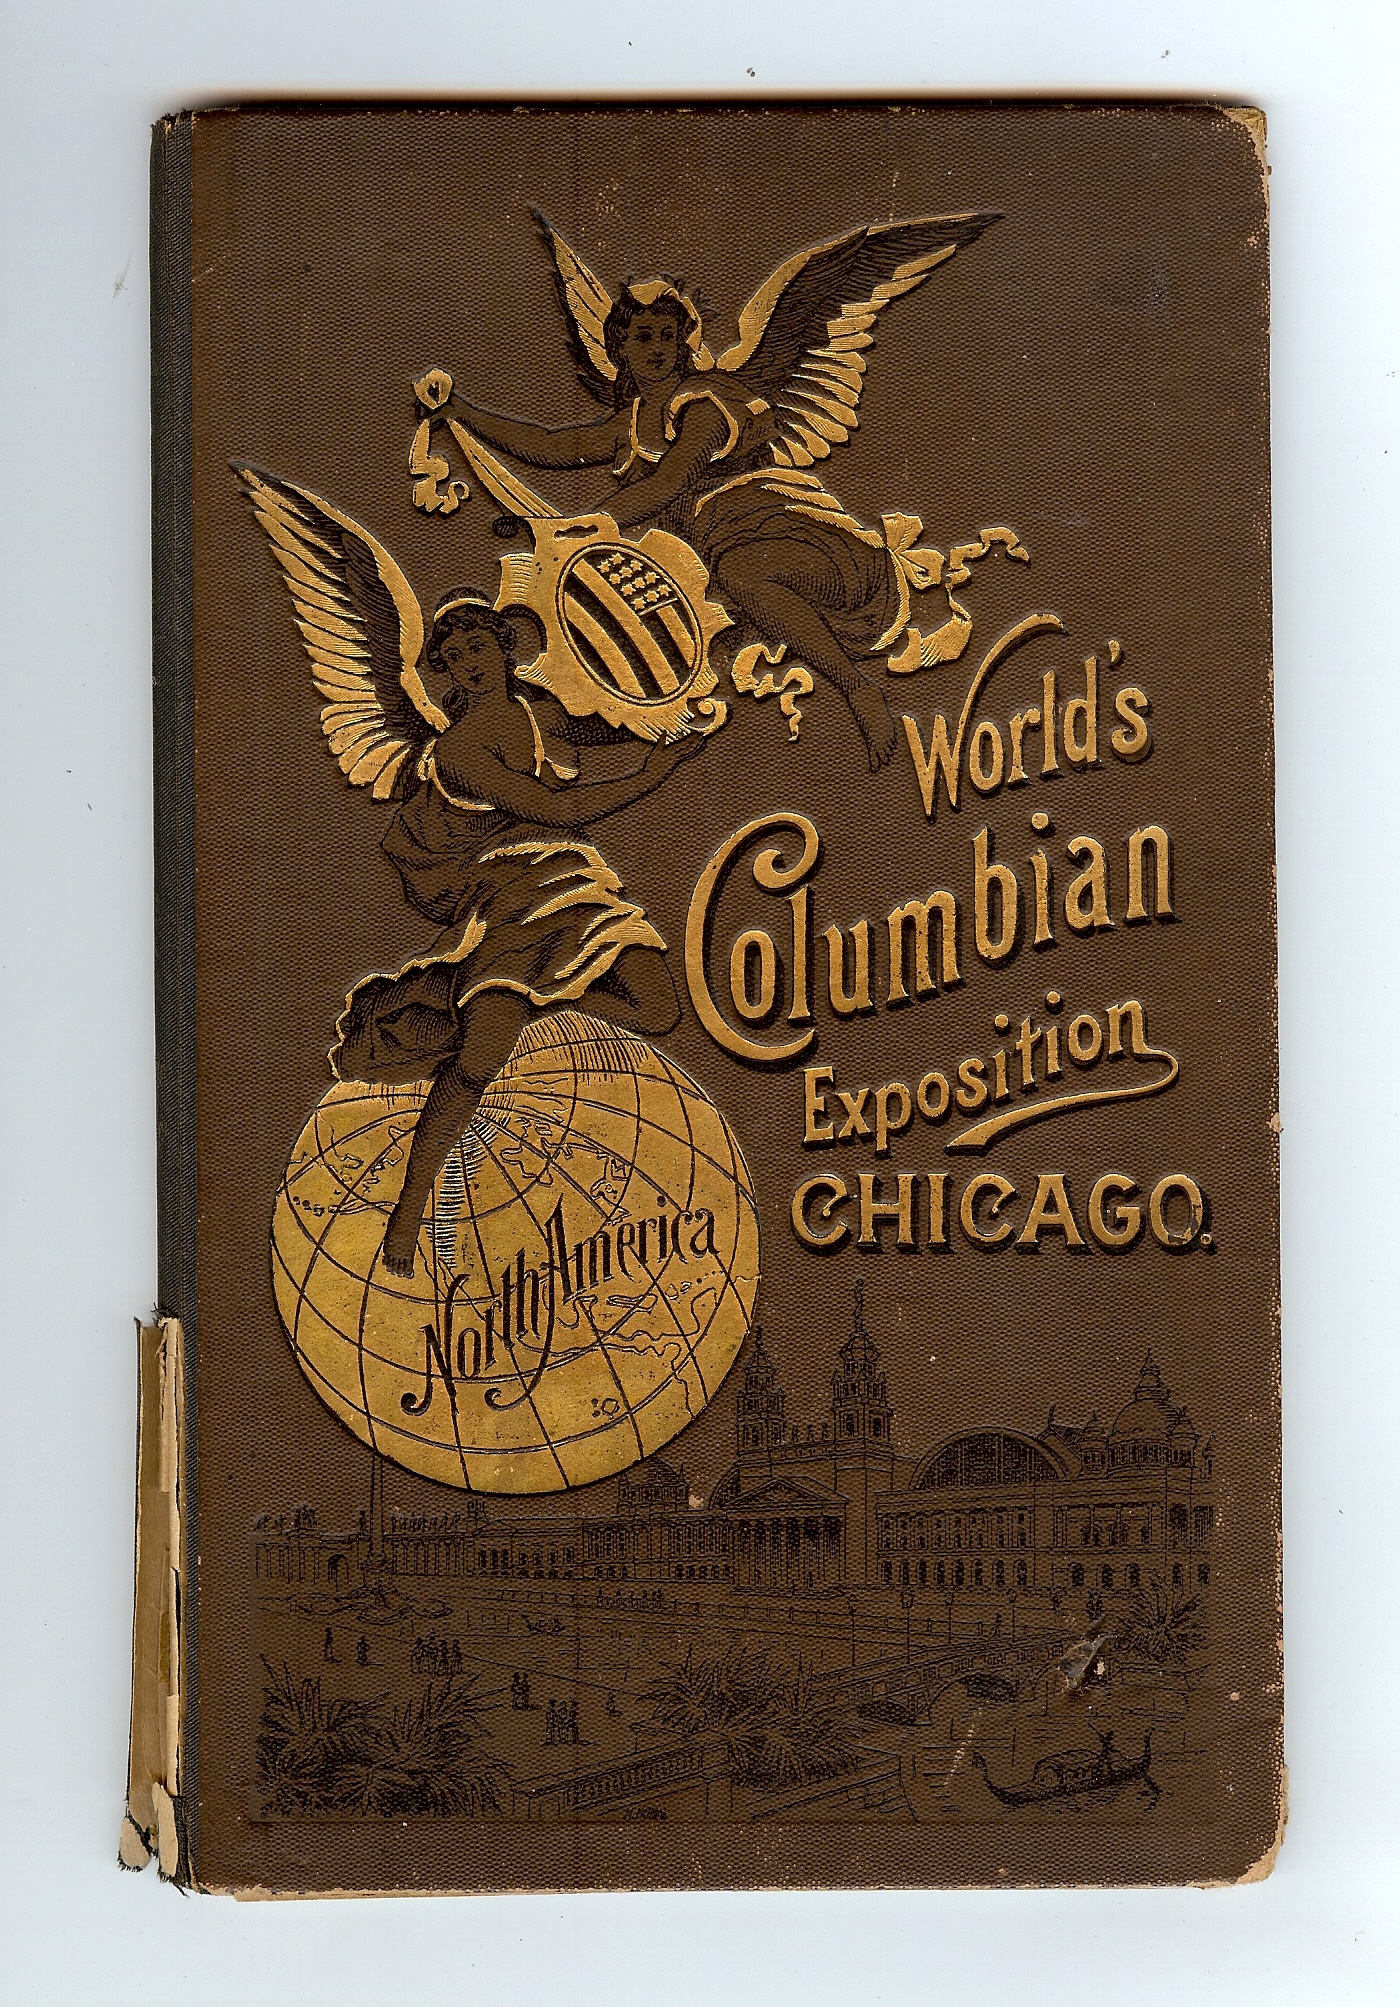 World's
Columbian
Exposition
CHICAGO.
North America